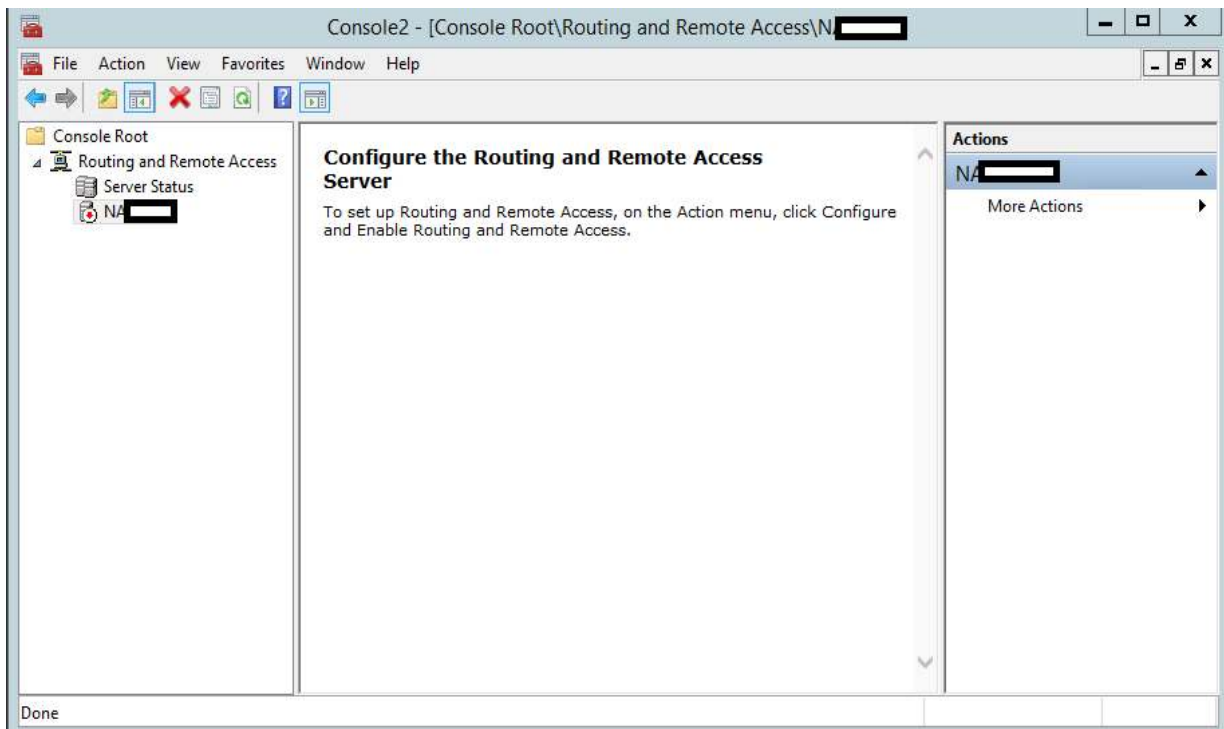 Console2 - [Console Root\Routing and Remote Access\NA
File Action View Favorites Window Help
Console Root
Routing and Remote Access
Server Status
NA
Configure the Routing and Remote Access
Server
To set up Routing and Remote Access, on the Action menu, click Configure
and Enable Routing and Remote Access.
Actions
NA
More Actions
Done